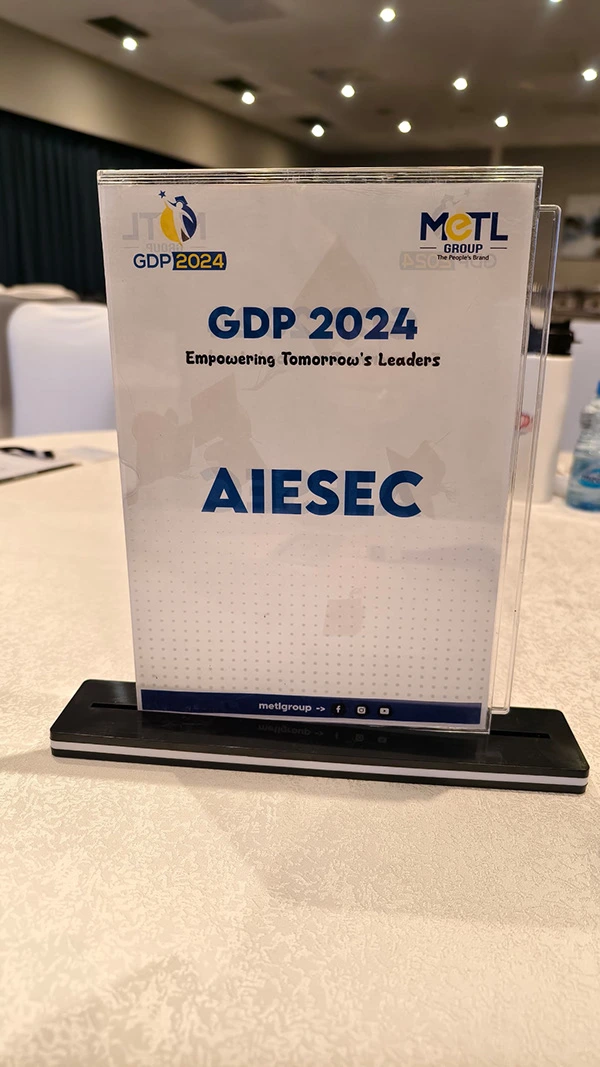 GDP 2024
METL
GROUP
The People's Brand
GDP 2024
Empowering Tomorrow's Leaders
AIESEC
metlgroup ->